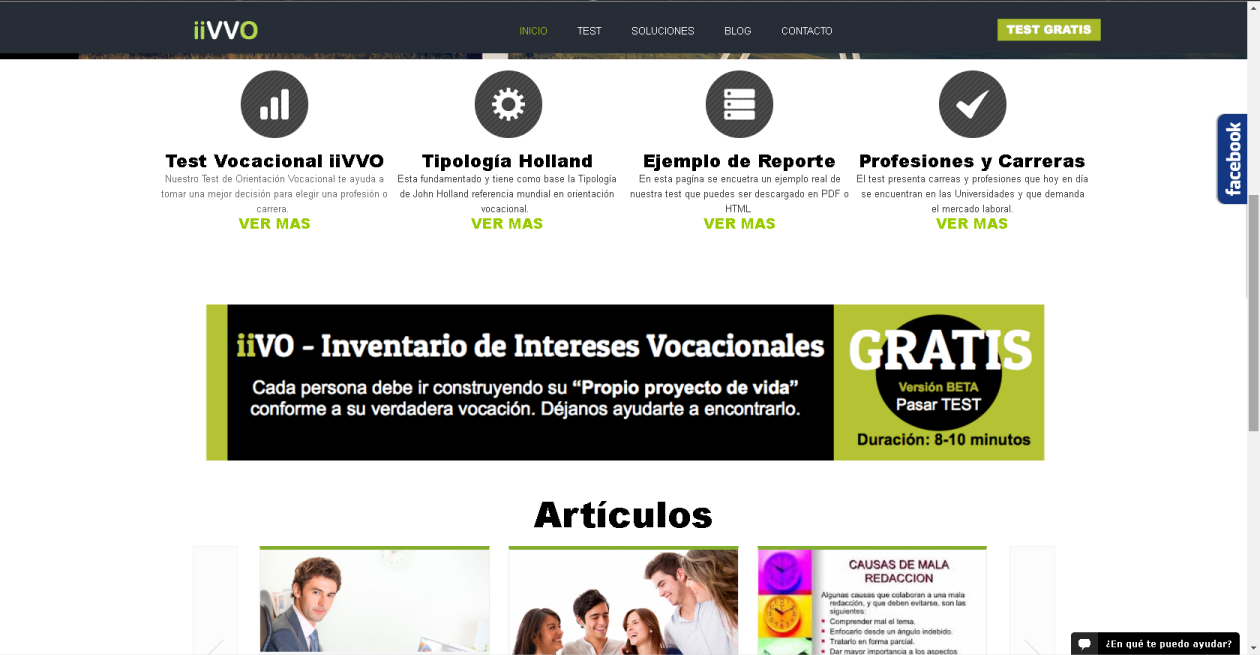 iiVVO
INICIO TEST SOLUCIONES BLOG CONTACTO
TEST GRATIS
facebook
Test Vocacional iiVVO
Nuestro Test de Orientación Vocacional te ayuda a
tomar una mejor decisión para elegir una profesión o
carrera.
VER MAS
Tipología Holland
Esta fundamentado y tiene como base la Tipología
de John Holland referencia mundial en orientación
vocacional.
VER MAS
Ejemplo de Reporte
En esta pagína se encuetra un ejemplo real de
nuestra test que puedes ser descargado en PDF o
HTML
VER MAS
Profesiones y Carreras
El test presenta carreas y profesiones que hoy en día
se encuentran en las Universidades y que demanda
el mercado laboral.
VER MAS
iiVO – Inventario de Intereses Vocacionales
Cada persona debe ir construyendo su “Propio proyecto de vida”
conforme a su verdadera vocación. Déjanos ayudarte a encontrarlo.
GRATIS
Versión BETA
Pasar TEST
Duración: 8-10 minutos
Artículos
CAUSAS DE MALA
REDACCION
Algunas causas que colaboran a una mala
redacción, y que deben evitarse, son las
siguientes:
Comprender mal el tema.
Enfocarlo desde un ángulo indebido.
Tratarlo en forma parcial.
Dar mayor importancia a los aspectos
¿En qué te puedo ayudar?